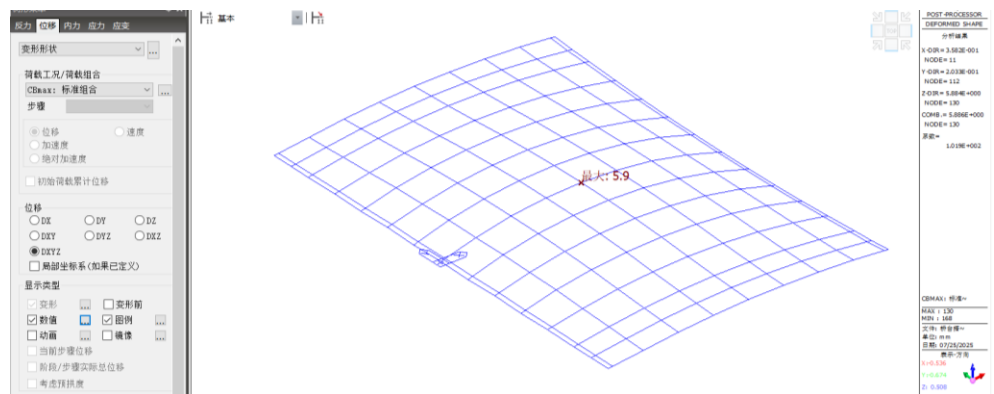 反力 位移 内力 应力 应变
变形形状
...
荷载工况/荷载组合
CBmax: 标准组合
...
步骤
位移
速度
加速度
绝对加速度
初始荷载累计位移
位移
DX DY DZ
DXY DYZ DXZ
DXYZ
局部坐标系(如果已定义)
显示类型
变形 ... 变形前
数值 ... 图例 ...
动画 ... 镜像 ...
当前步骤位移
阶段/步骤实际总位移
考虑预拱度
基本
最大: 5.9
POST-PROCESSOR
DEFORMED SHAPE
分析结果
X-DIR= 3.582E-001
NODE= 11
Y-DIR= 2.033E-001
NODE= 112
Z-DIR= 5.884E+000
NODE= 130
COMB.= 5.886E+000
NODE= 130
系数=
1.019E+002
CBMAX: 标准~
MAX : 130
MIN : 168
单位: mm
日期: 07/25/2025
表示-方向
X:-0.536
Z: 0.508